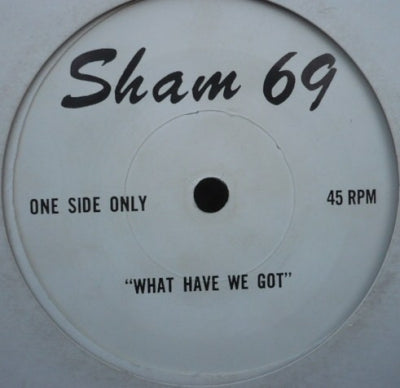 Sham 69
ONE SIDE ONLY
45 RPM
"WHAT HAVE WE GOT"